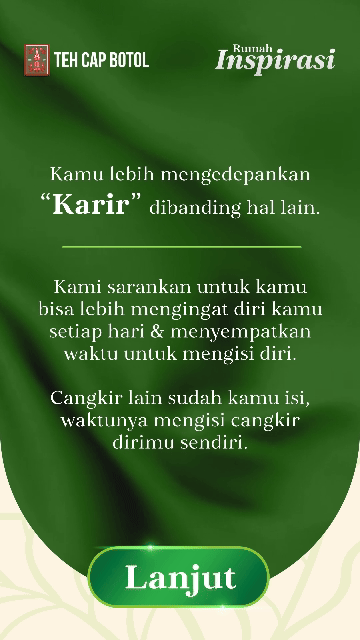 TEH CAP BOTOL
Rumah
Inspirasi
Kamu lebih mengedepankan
“Karir” dibanding hal lain.
Kami sarankan untuk kamu
bisa lebih mengingat diri kamu
setiap hari & menyempatkan
waktu untuk mengisi diri.
Cangkir lain sudah kamu isi,
waktunya mengisi cangkir
dirimu sendiri.
Lanjut